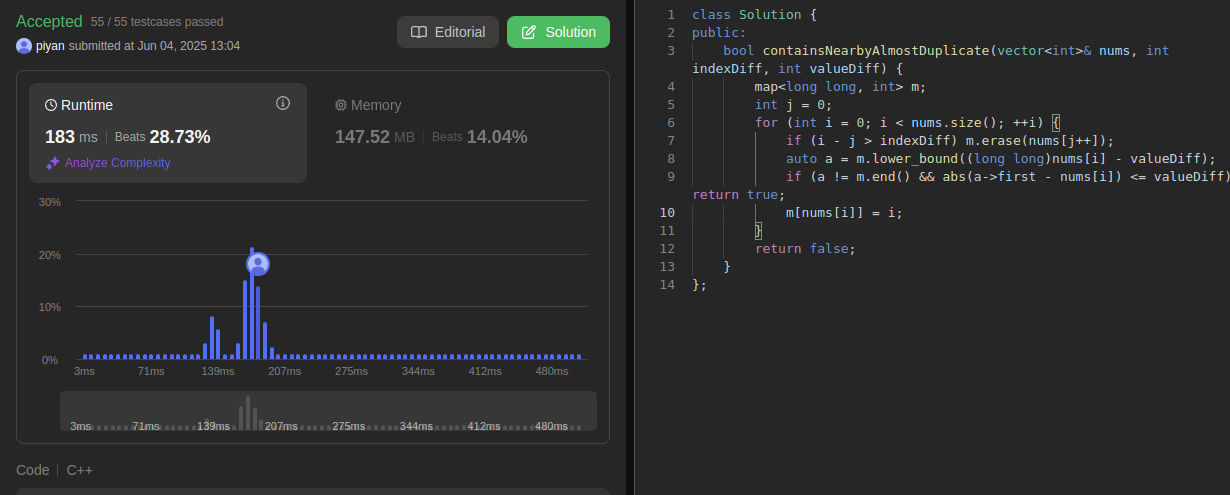 Accepted 55 / 55 testcases passed
piyan submitted at Jun 04, 2025 13:04
Editorial
Solution
Runtime
183 ms | Beats 28.73%
Analyze Complexity
Memory
147.52 MB | Beats 14.04%
30%
20%
10%
0%
3ms 71ms 139ms 207ms 275ms 344ms 412ms 480ms
3ms 71ms 139ms 207ms 275ms 344ms 412ms 480ms
Code | C++
1 class Solution {
2 public:
3     bool containsNearbyAlmostDuplicate(vector<int>& nums, int
indexDiff, int valueDiff) {
4         map<long long, int> m;
5         int j = 0;
6         for (int i = 0; i < nums.size(); ++i) {
7             if (i - j > indexDiff) m.erase(nums[j++]);
8             auto a = m.lower_bound((long long)nums[i] - valueDiff);
9             if (a != m.end() && abs(a->first - nums[i]) <= valueDiff)
return true;
10             m[nums[i]] = i;
11         }
12         return false;
13     }
14 };